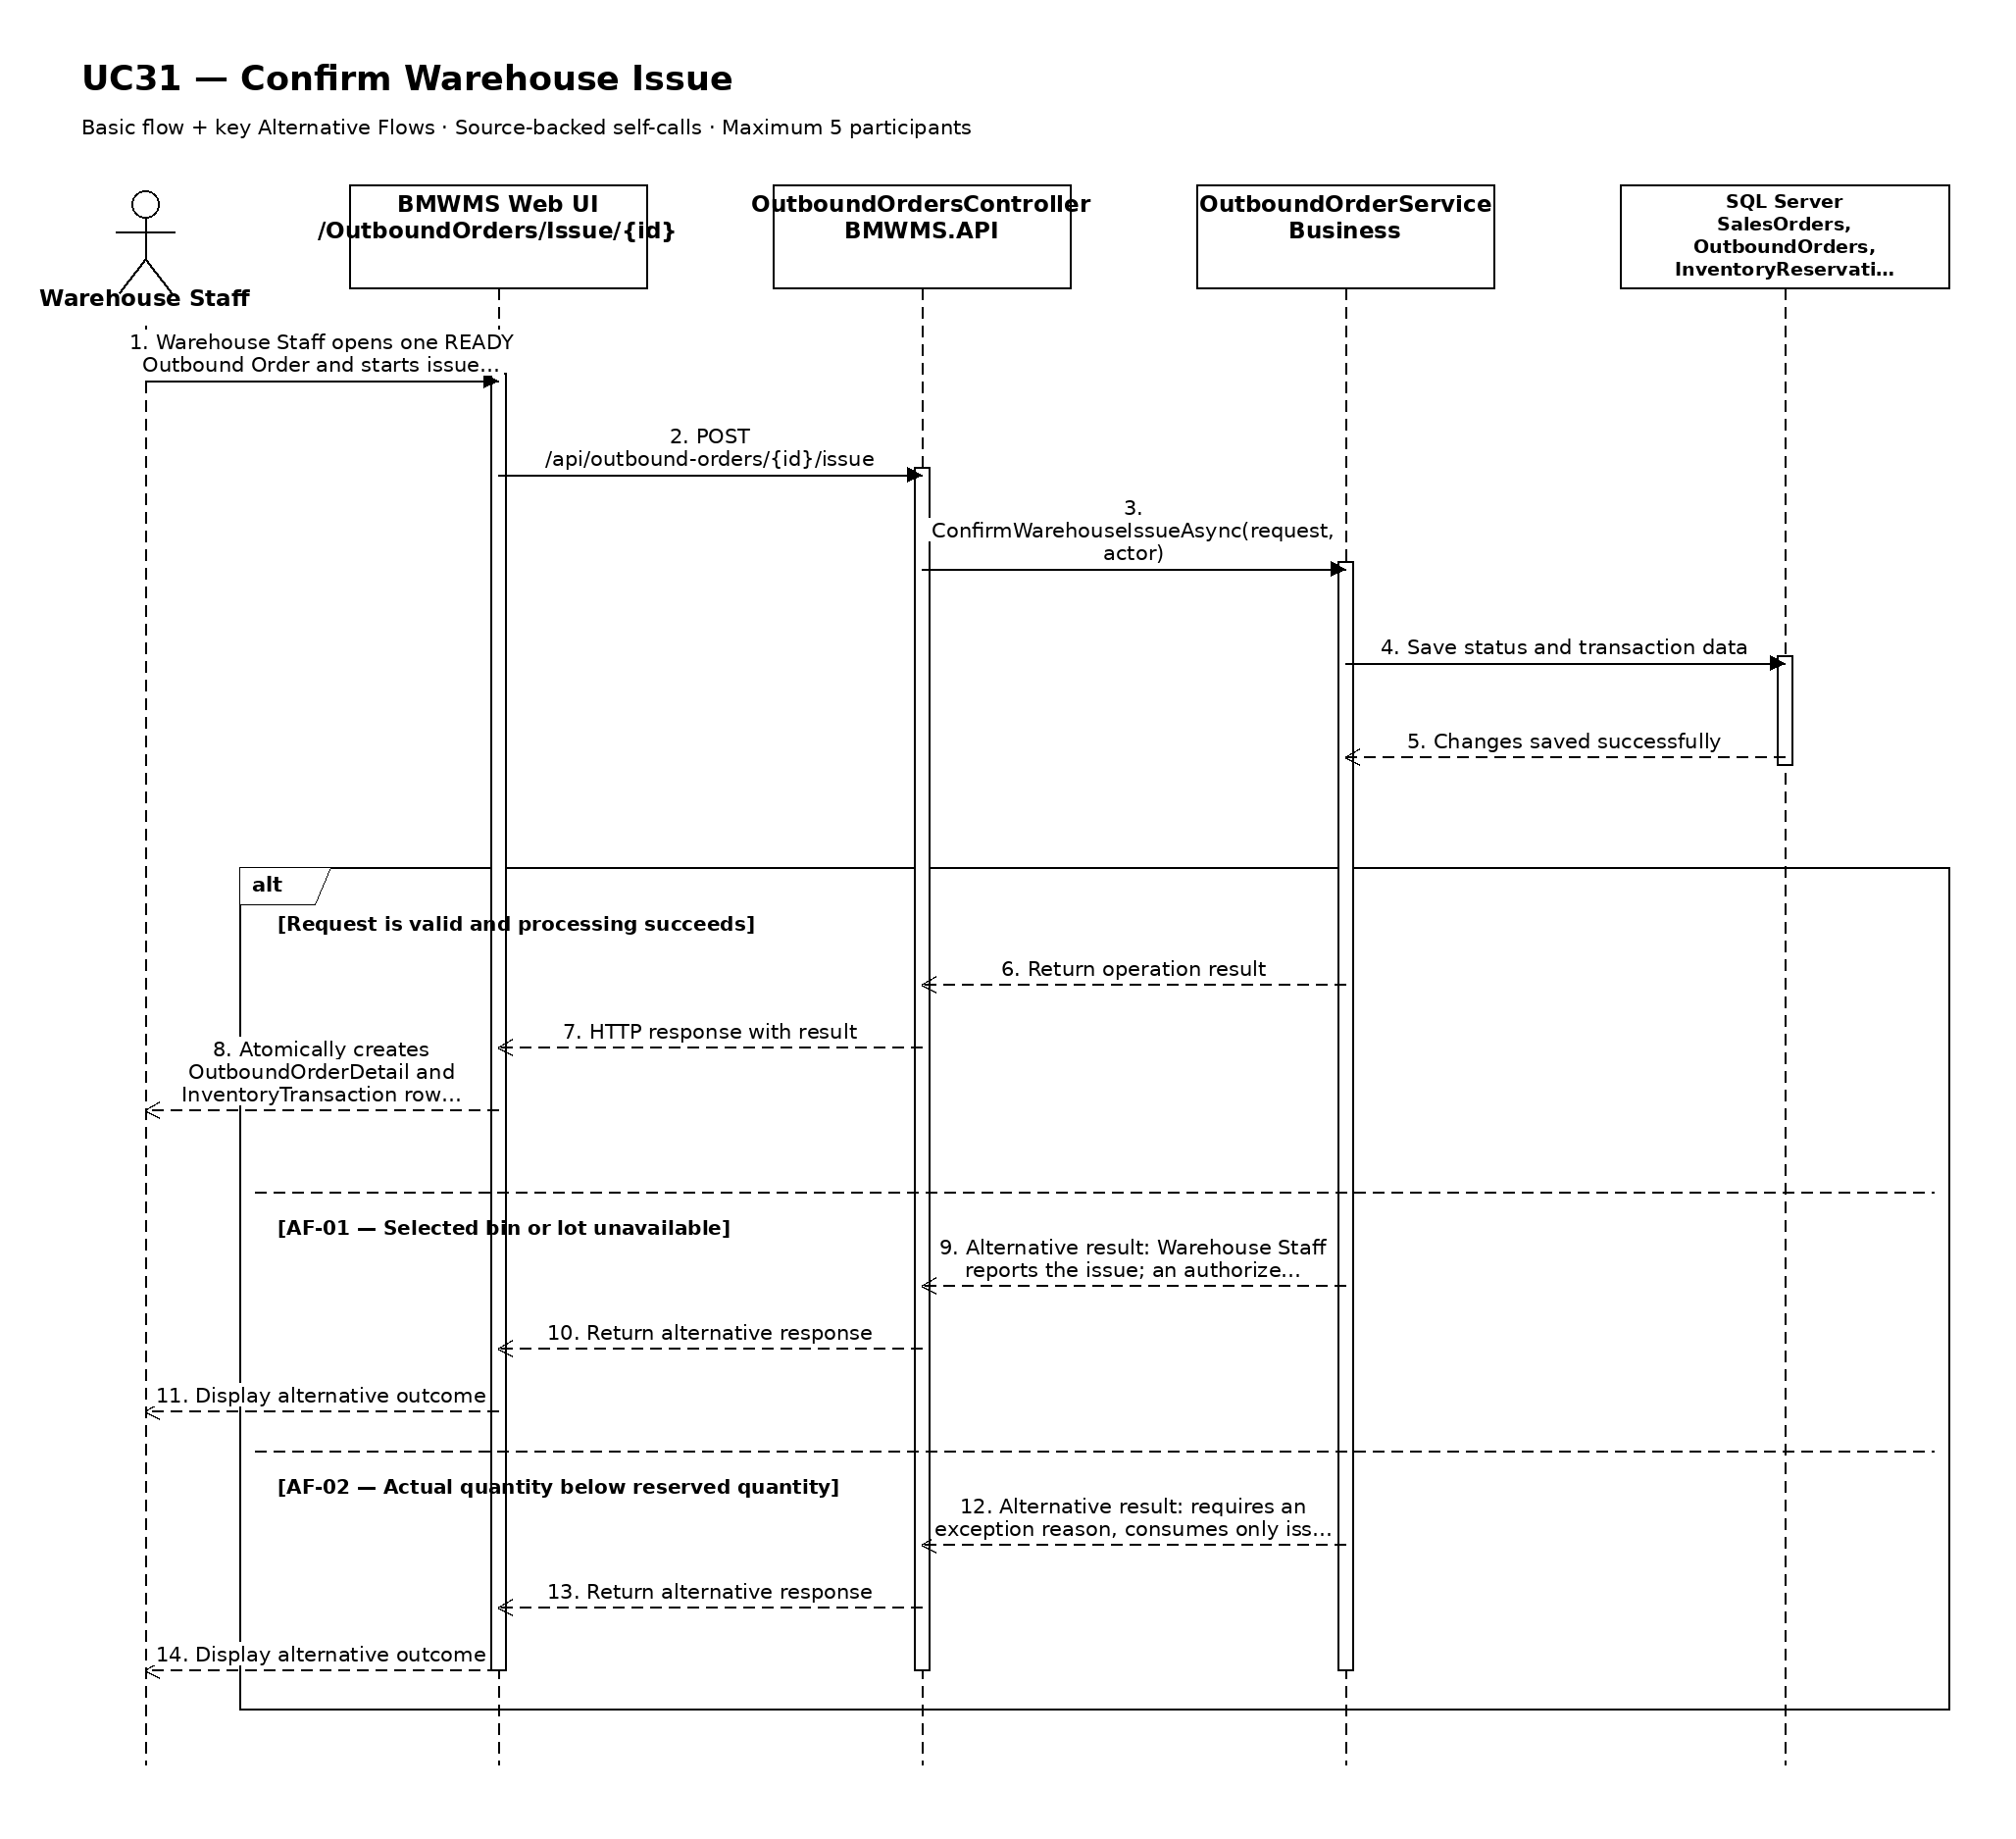 UC31 — Confirm Warehouse Issue
Basic flow + key Alternative Flows · Source-backed self-calls · Maximum 5 participants
Warehouse Staff
BMWMS Web UI
/OutboundOrders/Issue/{id}
OutboundOrdersController
BMWMS.API
OutboundOrderService
Business
SQL Server
SalesOrders,
OutboundOrders,
InventoryReservati...
1. Warehouse Staff opens one READY
Outbound Order and starts issue...
2. POST
/api/outbound-orders/{id}/issue
3.
ConfirmWarehouseIssueAsync(request,
actor)
4. Save status and transaction data
5. Changes saved successfully
alt
[Request is valid and processing succeeds]
6. Return operation result
7. HTTP response with result
8. Atomically creates
OutboundOrderDetail and
InventoryTransaction row...
[AF-01 — Selected bin or lot unavailable]
9. Alternative result: Warehouse Staff
reports the issue; an authorize...
10. Return alternative response
11. Display alternative outcome
[AF-02 — Actual quantity below reserved quantity]
12. Alternative result: requires an
exception reason, consumes only iss...
13. Return alternative response
14. Display alternative outcome